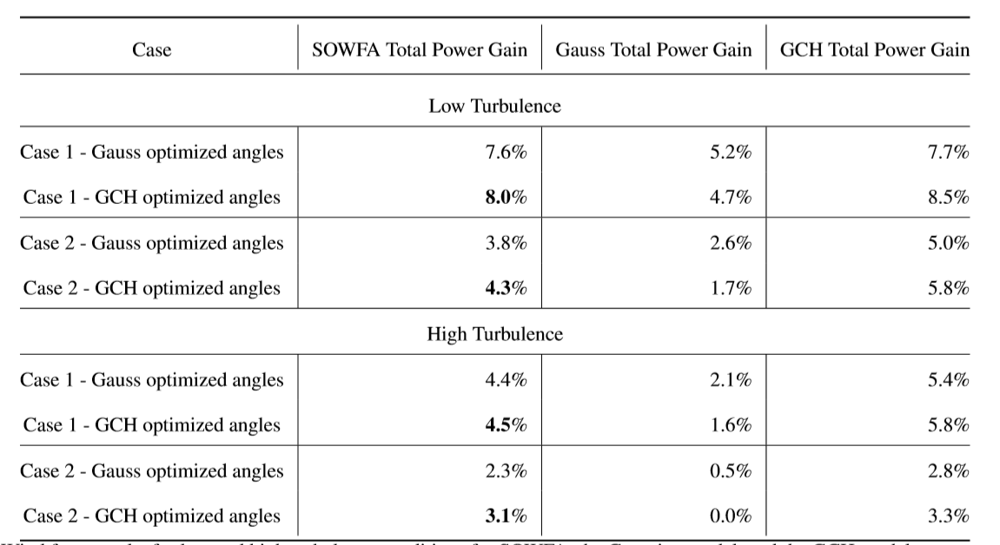 Case SOWFA Total Power Gain Gauss Total Power Gain GCH Total Power Gain
Low Turbulence
Case 1 - Gauss optimized angles 7.6% 5.2% 7.7%
Case 1 - GCH optimized angles 8.0% 4.7% 8.5%
Case 2 - Gauss optimized angles 3.8% 2.6% 5.0%
Case 2 - GCH optimized angles 4.3% 1.7% 5.8%
High Turbulence
Case 1 - Gauss optimized angles 4.4% 2.1% 5.4%
Case 1 - GCH optimized angles 4.5% 1.6% 5.8%
Case 2 - Gauss optimized angles 2.3% 0.5% 2.8%
Case 2 - GCH optimized angles 3.1% 0.0% 3.3%